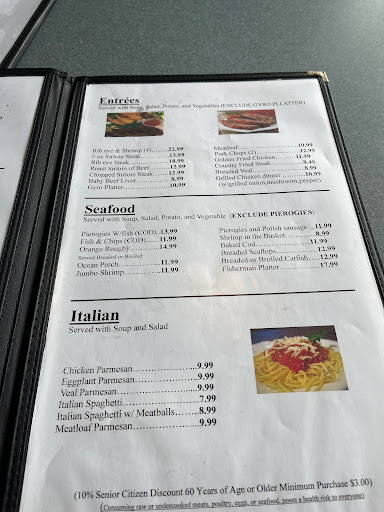 Entrées
Served with Soup, Salad, Potato, and Vegetables (EXCLUDE GYRO PLLATTER)
Rib eye & Shrimp (4)....22.99
7 oz Sirloin Steak..........13.99
Rib eye Steak................18.99
Roast Sirloin of Beef.....12.99
Chopped Sirloin Steak..12.99
Baby Beef Liver.............8.99
Gyro Platter..................10.99
Meatloaf.........................10.99
Pork Chops (2)...............12.99
Golden Fried Chicken....11.99
Country Fried Steak........8.49
Breaded Veal...................8.99
Grilled Chicken dinner...12.99
(w/grilled onion,mushroom,pepper)
Seafood
Served with Soup, Salad, Potato, and Vegetable (EXCLUDE PIEROGIES)
Pierogies W/fish (COD)..13.99
Fish & Chips (COD)......11.99
Orange Roughy..............14.99
Served Breaded or Broiled
Ocean Perch..................11.99
Jumbo Shrimp..............11.99
Pierogies and Polish sausage ..11.99
Shrimp in the Basket..............8.99
Baked Cod............................11.99
Breaded Scallops..................12.99
Breaded or Broiled Catfish....12.99
Fisherman Platter..................17.99
Italian
Served with Soup and Salad
Chicken Parmesan.....................9.99
Eggplant Parmesan....................9.99
Veal Parmesan...........................9.99
Italian Spaghetti.........................7.99
Italian Spaghetti w/ Meatballs.....8.99
Meatloaf Parmesan.....................9.99
(10% Senior Citizen Discount 60 Years of Age or Older Minimum Purchase $3.00)
(Consuming raw or undercooked meats, poultry, eggs, or seafood, poses a health risk to everyone)